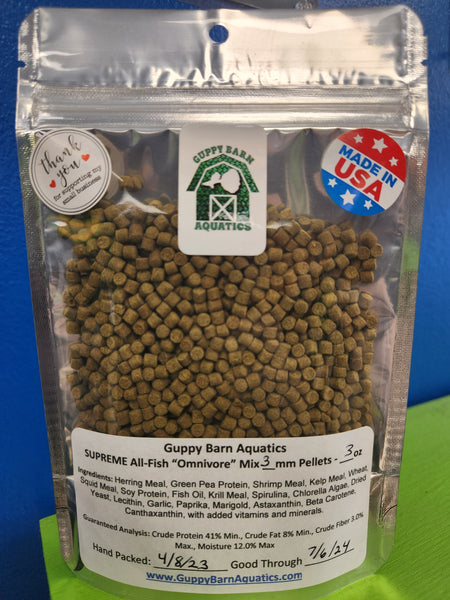 thank
you
for supporting my
small business
GUPPY BARN
AQUATICS
MADE IN
USA
Guppy Barn Aquatics
SUPREME All-Fish "Omnivore" Mix 3 mm Pellets - 3 oz
Ingredients: Herring Meal, Green Pea Protein, Shrimp Meal, Kelp Meal, Wheat,
Squid Meal, Soy Protein, Fish Oil, Krill Meal, Spirulina, Chlorella Algae, Dried
Yeast, Lecithin, Garlic, Paprika, Marigold, Astaxanthin, Beta Carotene,
Canthaxanthin, with added vitamins and minerals.
Guaranteed Analysis: Crude Protein 41% Min., Crude Fat 8% Min., Crude Fiber 3.0%
Max., Moisture 12.0% Max
Hand Packed: 4/8/23 Good Through 7/6/24
www.GuppyBarnAquatics.com